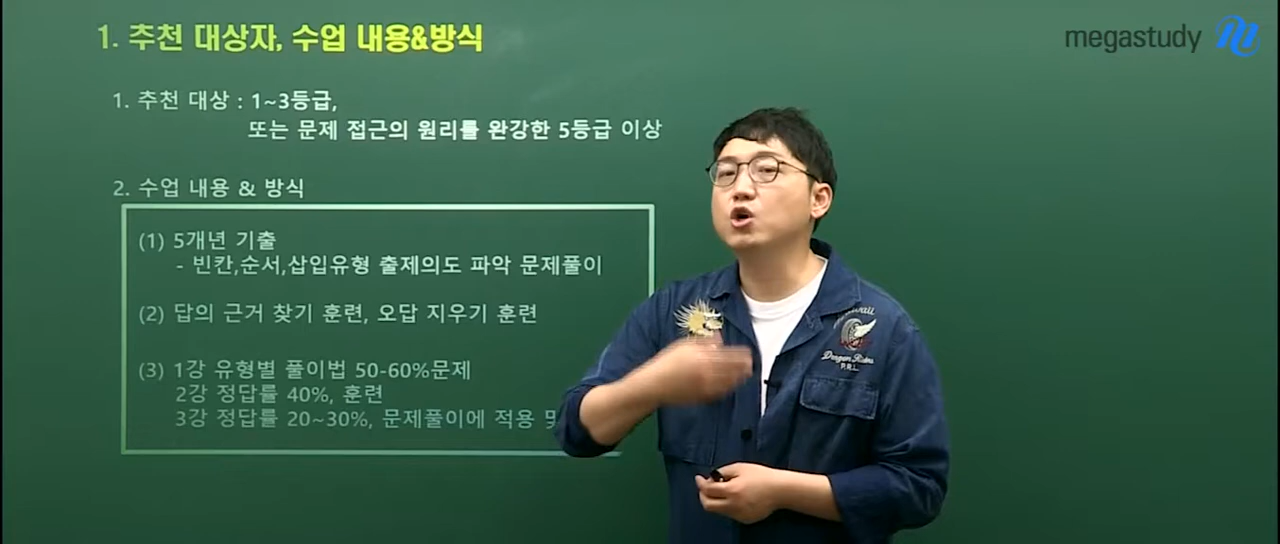 1. 추천 대상자, 수업 내용&방식
megastudy
1. 추천 대상 : 1~3등급,
또는 문제 접근의 원리를 완강한 5등급 이상
2. 수업 내용 & 방식
(1) 5개년 기출
- 빈칸,순서,삽입유형 출제의도 파악 문제풀이
(2) 답의 근거 찾기 훈련, 오답 지우기 훈련
(3) 1강 유형별 풀이법 50-60%문제
2강 정답률 40%, 훈련
3강 정답률 20~30%, 문제풀이에 적용 및
Dragon Riders
P.R.L.